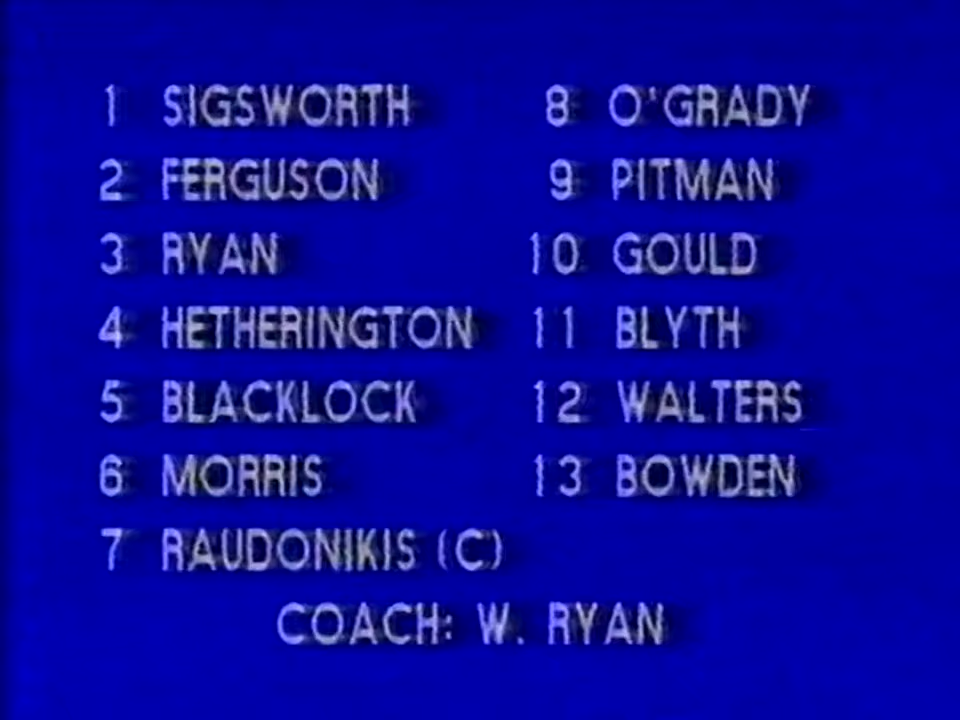 1 SIGSWORTH
2 FERGUSON
3 RYAN
4 HETHERINGTON
5 BLACKLOCK
6 MORRIS
7 RAUDONIKIS (C)
8 O'GRADY
9 PITMAN
10 GOULD
11 BLYTH
12 WALTERS
13 BOWDEN
COACH: W. RYAN